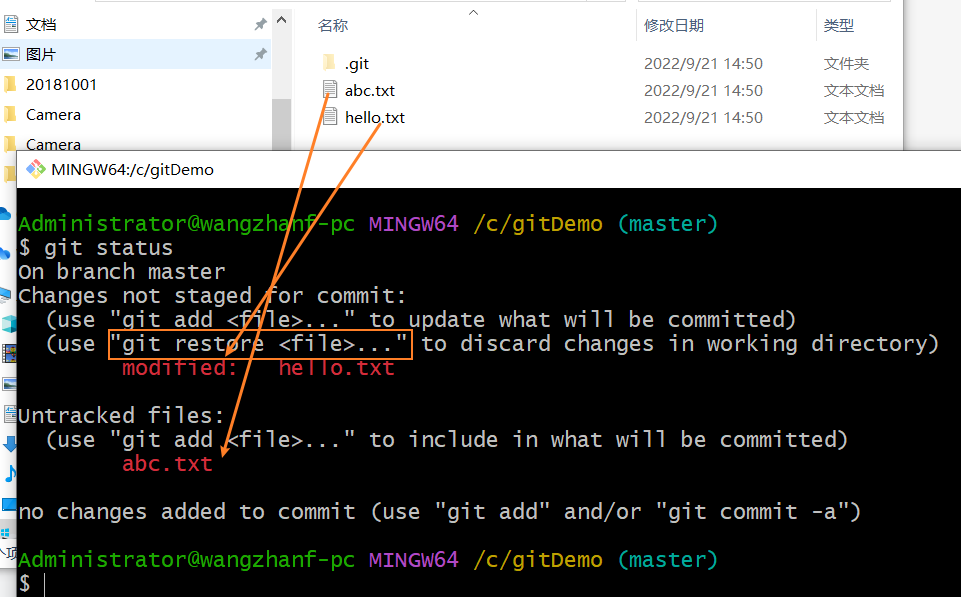 文档
图片
20181001
Camera
Camera
名称 修改日期 类型
.git 2022/9/21 14:50 文件夹
abc.txt 2022/9/21 14:50 文本文档
hello.txt 2022/9/21 14:50 文本文档
MINGW64:/c/gitDemo
Administrator@wangzhanf-pc MINGW64 /c/gitDemo (master)
$ git status
On branch master
Changes not staged for commit:
(use "git add <file>..." to update what will be committed)
(use "git restore <file>..." to discard changes in working directory)
modified: hello.txt
Untracked files:
(use "git add <file>..." to include in what will be committed)
abc.txt
no changes added to commit (use "git add" and/or "git commit -a")
Administrator@wangzhanf-pc MINGW64 /c/gitDemo (master)
$